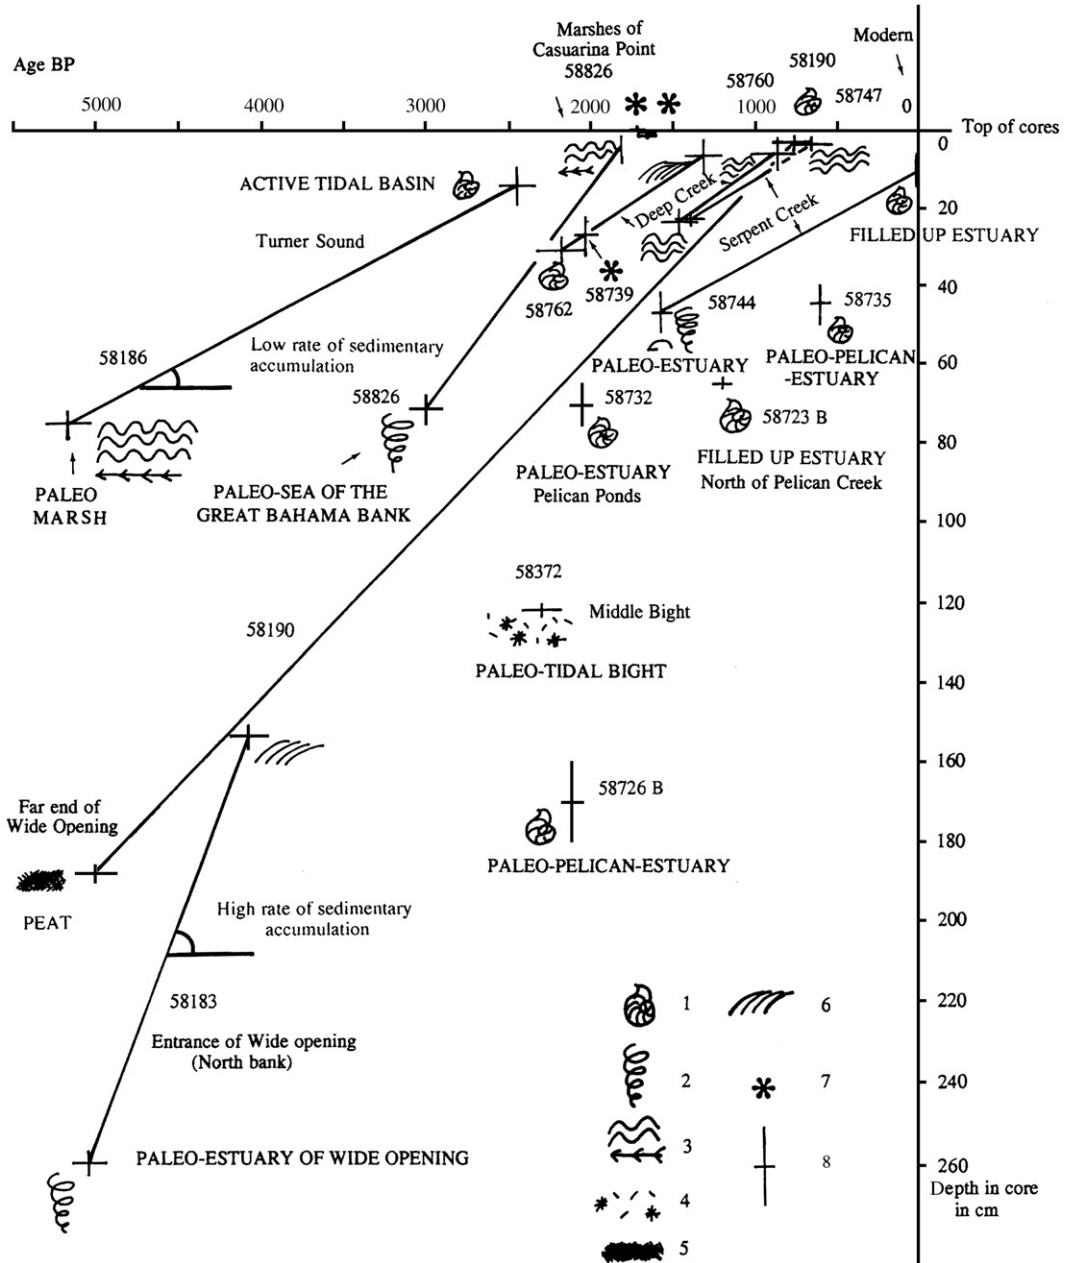 Marshes of
Casuarina Point
58826
Modern
Age BP
58760
58190
58747
5000
4000
3000
2000
1000
0
Top of cores
0
ACTIVE TIDAL BASIN
Turner Sound
Deep Creek
Serpent Creek
20
FILLED UP ESTUARY
58762
58739
58744
58735
40
58186
Low rate of sedimentary
accumulation
PALEO-ESTUARY
PALEO-PELICAN
-ESTUARY
60
58826
58732
58723 B
80
PALEO
MARSH
PALEO-SEA OF THE
GREAT BAHAMA BANK
PALEO-ESTUARY
Pelican Ponds
FILLED UP ESTUARY
North of Pelican Creek
100
58372
Middle Bight
120
58190
PALEO-TIDAL BIGHT
140
160
58726 B
Far end of
Wide Opening
180
PALEO-PELICAN-ESTUARY
PEAT
High rate of sedimentary
accumulation
200
58183
220
Entrance of Wide opening
(North bank)
240
PALEO-ESTUARY OF WIDE OPENING
260
Depth in core
in cm
1
2
3
4
5
6
7
8